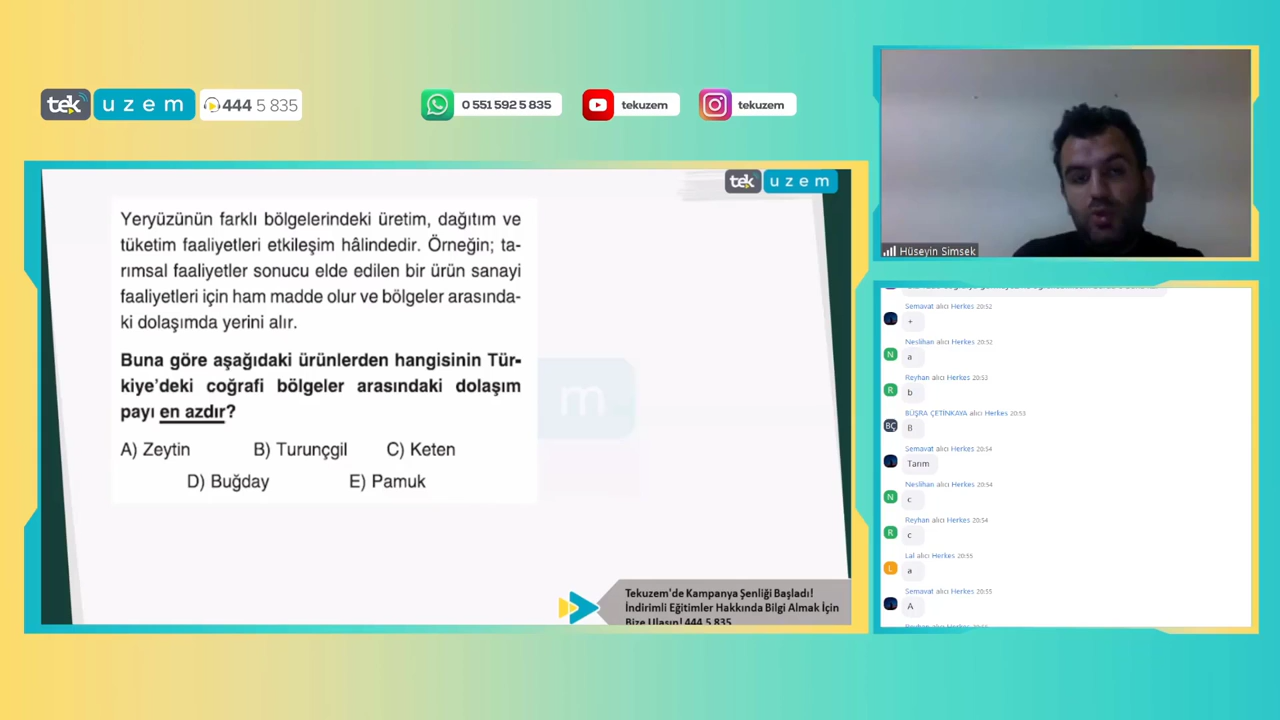 tek uzem 444 5 835
0 551 592 5 835
tekuzem
tekuzem
tek uzem
Yeryüzünün farklı bölgelerindeki üretim, dağıtım ve
tüketim faaliyetleri etkileşim hâlindedir. Örneğin; ta-
rımsal faaliyetler sonucu elde edilen bir ürün sanayi
faaliyetleri için ham madde olur ve bölgeler arasında-
ki dolaşımda yerini alır.
Buna göre aşağıdaki ürünlerden hangisinin Tür-
kiye'deki coğrafi bölgeler arasındaki dolaşım
payı en azdır?
A) Zeytin B) Turunçgil C) Keten
D) Buğday E) Pamuk
m
Tekuzem'de Kampanya Şenliği Başladı!
İndirimli Eğitimler Hakkında Bilgi Almak İçin
Bize Ulaşın! 444 5 835
Hüseyin Simsek
Semavat alıcı Herkes 20:52
+
Neslihan alıcı Herkes 20:52
N a
Reyhan alıcı Herkes 20:53
R b
BÜŞRA ÇETİNKAYA alıcı Herkes 20:53
BÇ B
Semavat alıcı Herkes 20:54
Tarım
Neslihan alıcı Herkes 20:54
N c
Reyhan alıcı Herkes 20:54
R c
Lal alıcı Herkes 20:55
L a
Semavat alıcı Herkes 20:55
A